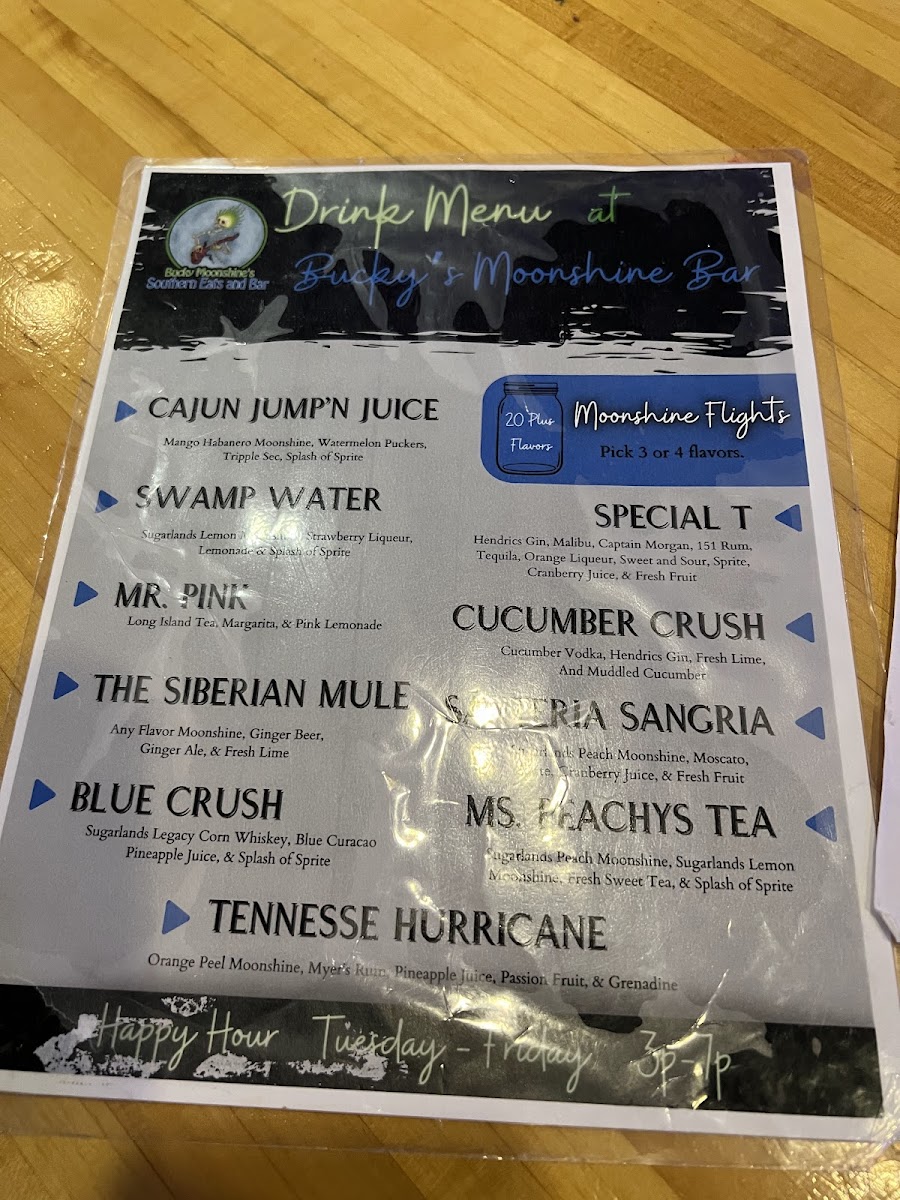 Drink Menu at
Bucky's Moonshine Bar
Bucky Moonshine's
Southern Eats and Bar
CAJUN JUMP'N JUICE
Mango Habanero Moonshine, Watermelon Puckers,
Tripple Sec, Splash of Sprite
SWAMP WATER
Sugarlands Lemon Strawberry Liqueur,
Lemonade & Splash of Sprite
MR. PINK
Long Island Tea, Margarita, & Pink Lemonade
THE SIBERIAN MULE
Any Flavor Moonshine, Ginger Beer,
Ginger Ale, & Fresh Lime
BLUE CRUSH
Sugarlands Legacy Corn Whiskey, Blue Curacao
Pineapple Juice, & Splash of Sprite
20 Plus
Flavors
Moonshine Flights
Pick 3 or 4 flavors.
SPECIAL T
Hendrics Gin, Malibu, Captain Morgan, 151 Rum,
Tequila, Orange Liqueur, Sweet and Sour, Sprite,
Cranberry Juice, & Fresh Fruit
CUCUMBER CRUSH
Cucumber Vodka, Hendrics Gin, Fresh Lime,
And Muddled Cucumber
SANGRIA
Peach Moonshine, Moscato,
Cranberry Juice, & Fresh Fruit
MS. PEACHYS TEA
Sugarlands Peach Moonshine, Sugarlands Lemon
Moonshine, Fresh Sweet Tea, & Splash of Sprite
TENNESSE HURRICANE
Orange Peel Moonshine, Myer's Rum, Pineapple Juice, Passion Fruit, & Grenadine
Happy Hour Tuesday - Friday 3p-7p